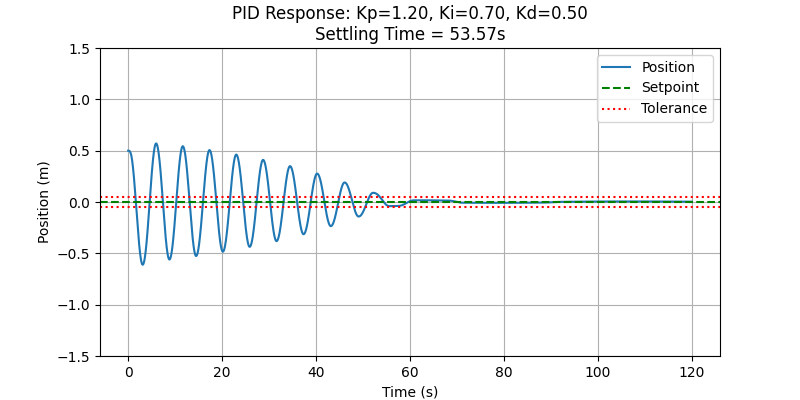 PID Response: Kp=1.20, Ki=0.70, Kd=0.50
Settling Time = 53.57s
Position
Setpoint
Tolerance
1.5
1.0
0.5
0.0
−0.5
−1.0
−1.5
Position (m)
0 20 40 60 80 100 120
Time (s)